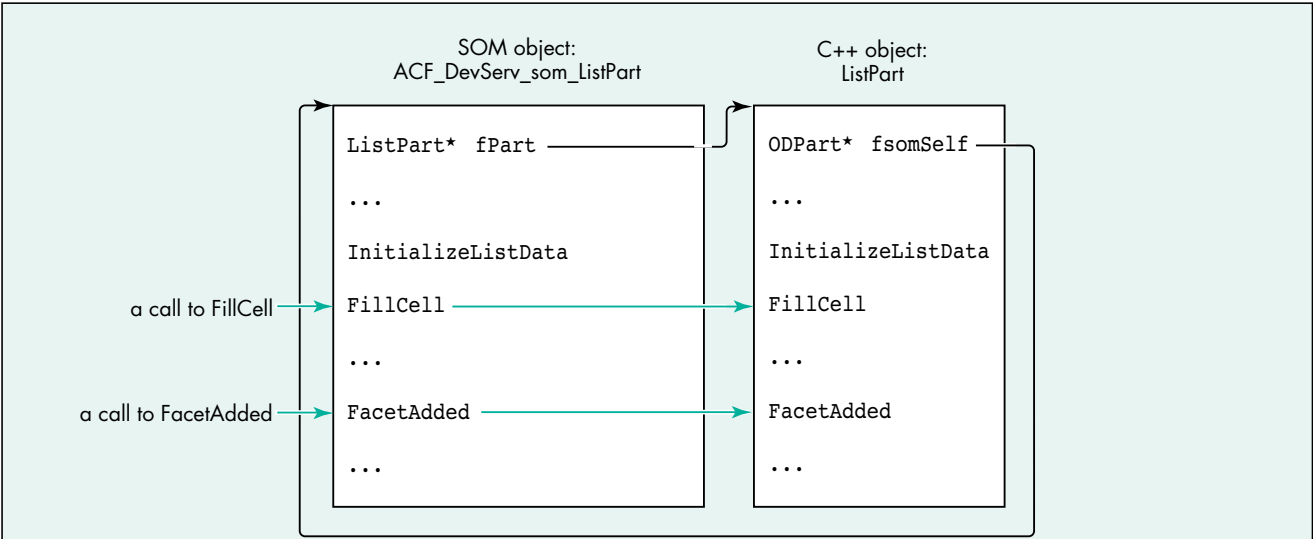 SOM object:
ACF_DevServ_som_ListPart
C++ object:
ListPart
ListPart* fPart
...
InitializeListData
a call to FillCell
FillCell
...
a call to FacetAdded
FacetAdded
...
ODPart* fsomSelf
...
InitializeListData
FillCell
...
FacetAdded
...